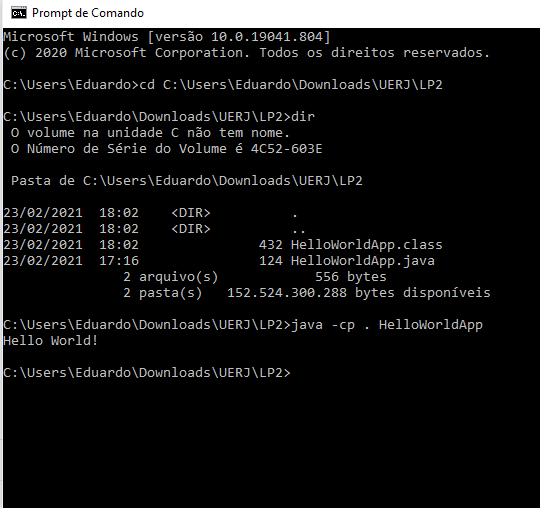 Prompt de Comando
Microsoft Windows [versão 10.0.19041.804]
(c) 2020 Microsoft Corporation. Todos os direitos reservados.
C:\Users\Eduardo>cd C:\Users\Eduardo\Downloads\UERJ\LP2
C:\Users\Eduardo\Downloads\UERJ\LP2>dir
O volume na unidade C não tem nome.
O Número de Série do Volume é 4C52-603E
Pasta de C:\Users\Eduardo\Downloads\UERJ\LP2
23/02/2021  18:02    <DIR>          .
23/02/2021  18:02    <DIR>          ..
23/02/2021  18:02               432 HelloWorldApp.class
23/02/2021  17:16               124 HelloWorldApp.java
2 arquivo(s)            556 bytes
2 pasta(s)   152.524.300.288 bytes disponíveis
C:\Users\Eduardo\Downloads\UERJ\LP2>java -cp . HelloWorldApp
Hello World!
C:\Users\Eduardo\Downloads\UERJ\LP2>